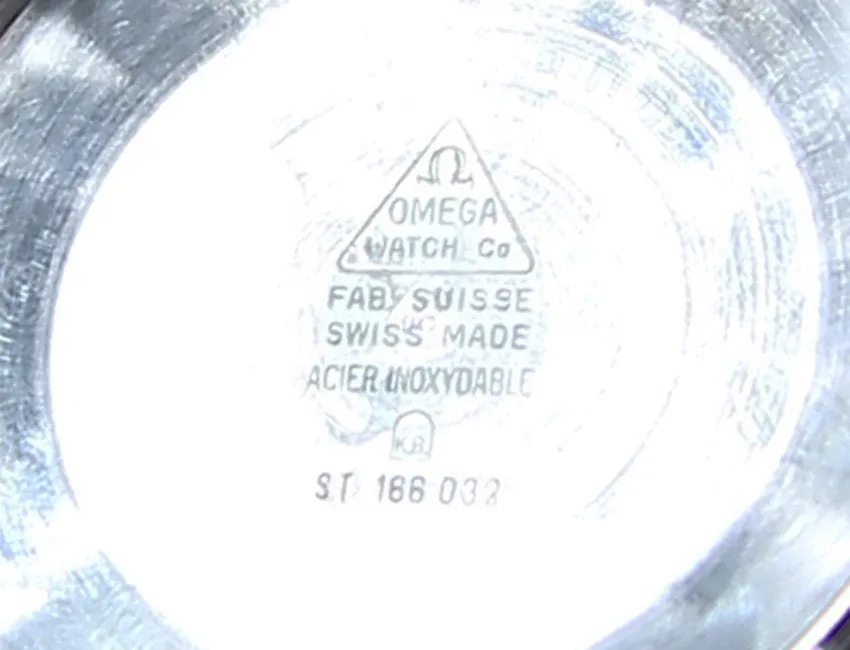 Ω
OMEGA
WATCH Co
FAB. SUISSE
SWISS MADE
ACIER INOXYDABLE
K.B.
ST 166 032